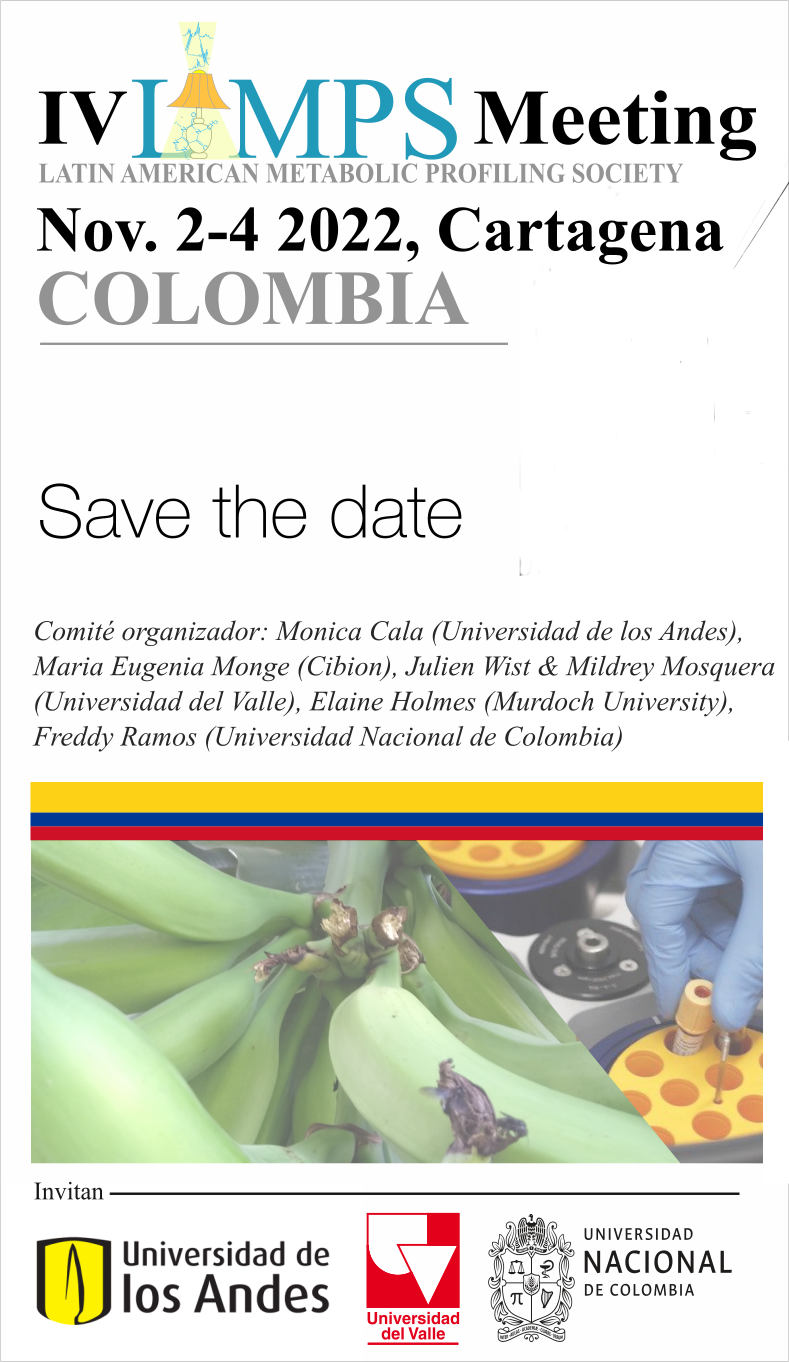 IV LAMPS Meeting
LATIN AMERICAN METABOLIC PROFILING SOCIETY
Nov. 2-4 2022, Cartagena
COLOMBIA
Save the date
Comité organizador: Monica Cala (Universidad de los Andes),
Maria Eugenia Monge (Cibion), Julien Wist & Mildrey Mosquera
(Universidad del Valle), Elaine Holmes (Murdoch University),
Freddy Ramos (Universidad Nacional de Colombia)
Invitan
Universidad de
los Andes
Universidad
del Valle
UNIVERSIDAD
NACIONAL
DE COLOMBIA